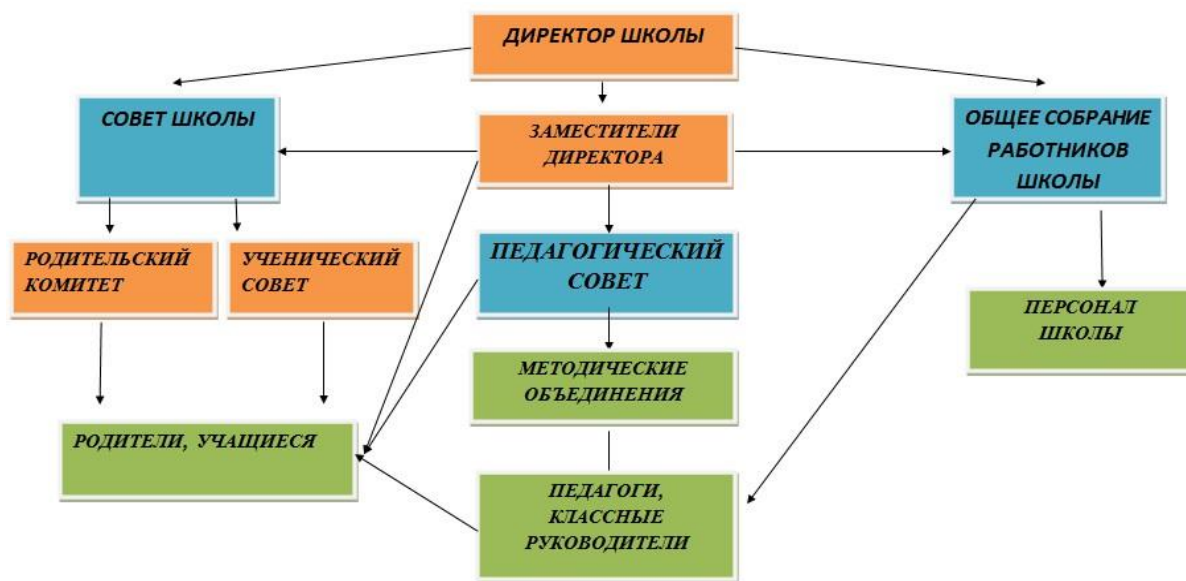 ДИРЕКТОР ШКОЛЫ
СОВЕТ ШКОЛЫ
ЗАМЕСТИТЕЛИ
ДИРЕКТОРА
ОБЩЕЕ СОБРАНИЕ
РАБОТНИКОВ
ШКОЛЫ
РОДИТЕЛЬСКИЙ
КОМИТЕТ
УЧЕНИЧЕСКИЙ
СОВЕТ
ПЕДАГОГИЧЕСКИЙ
СОВЕТ
ПЕРСОНАЛ
ШКОЛЫ
МЕТОДИЧЕСКИЕ
ОБЪЕДИНЕНИЯ
РОДИТЕЛИ, УЧАЩИЕСЯ
ПЕДАГОГИ,
КЛАССНЫЕ
РУКОВОДИТЕЛИ